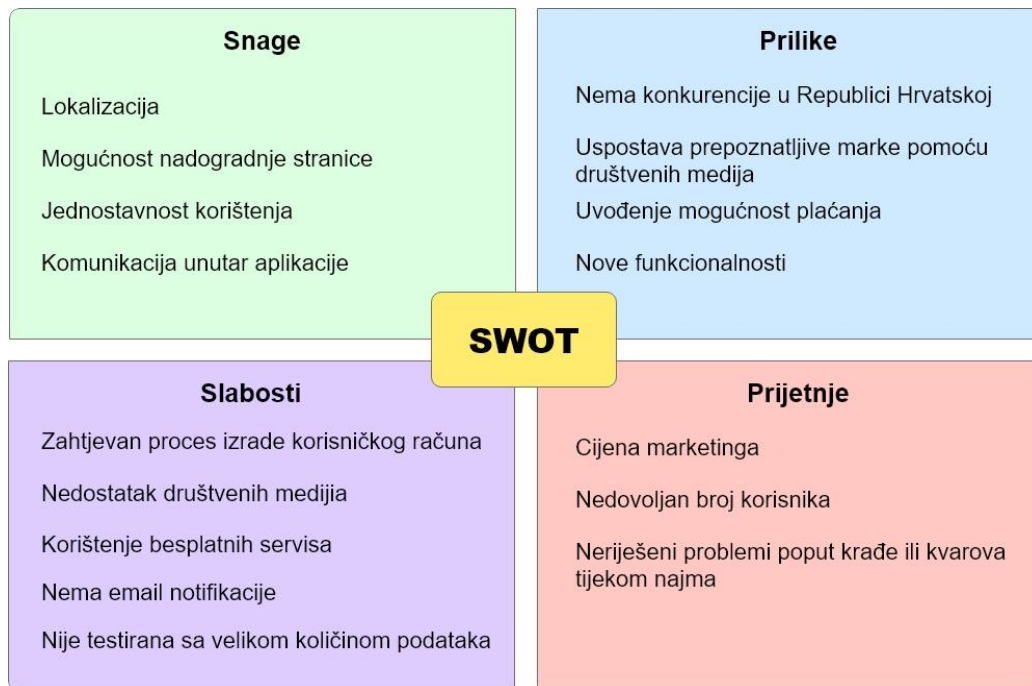 Snage
Lokalizacija
Mogućnost nadogradnje stranice
Jednostavnost korištenja
Komunikacija unutar aplikacije
Prilike
Nema konkurencije u Republici Hrvatskoj
Uspostava prepoznatljive marke pomoću
društvenih medija
Uvođenje mogućnost plaćanja
Nove funkcionalnosti
SWOT
Slabosti
Zahtjevan proces izrade korisničkog računa
Nedostatak društvenih medijia
Korištenje besplatnih servisa
Nema email notifikacije
Nije testirana sa velikom količinom podataka
Prijetnje
Cijena marketinga
Nedovoljan broj korisnika
Neriješeni problemi poput krađe ili kvarova
tijekom najma